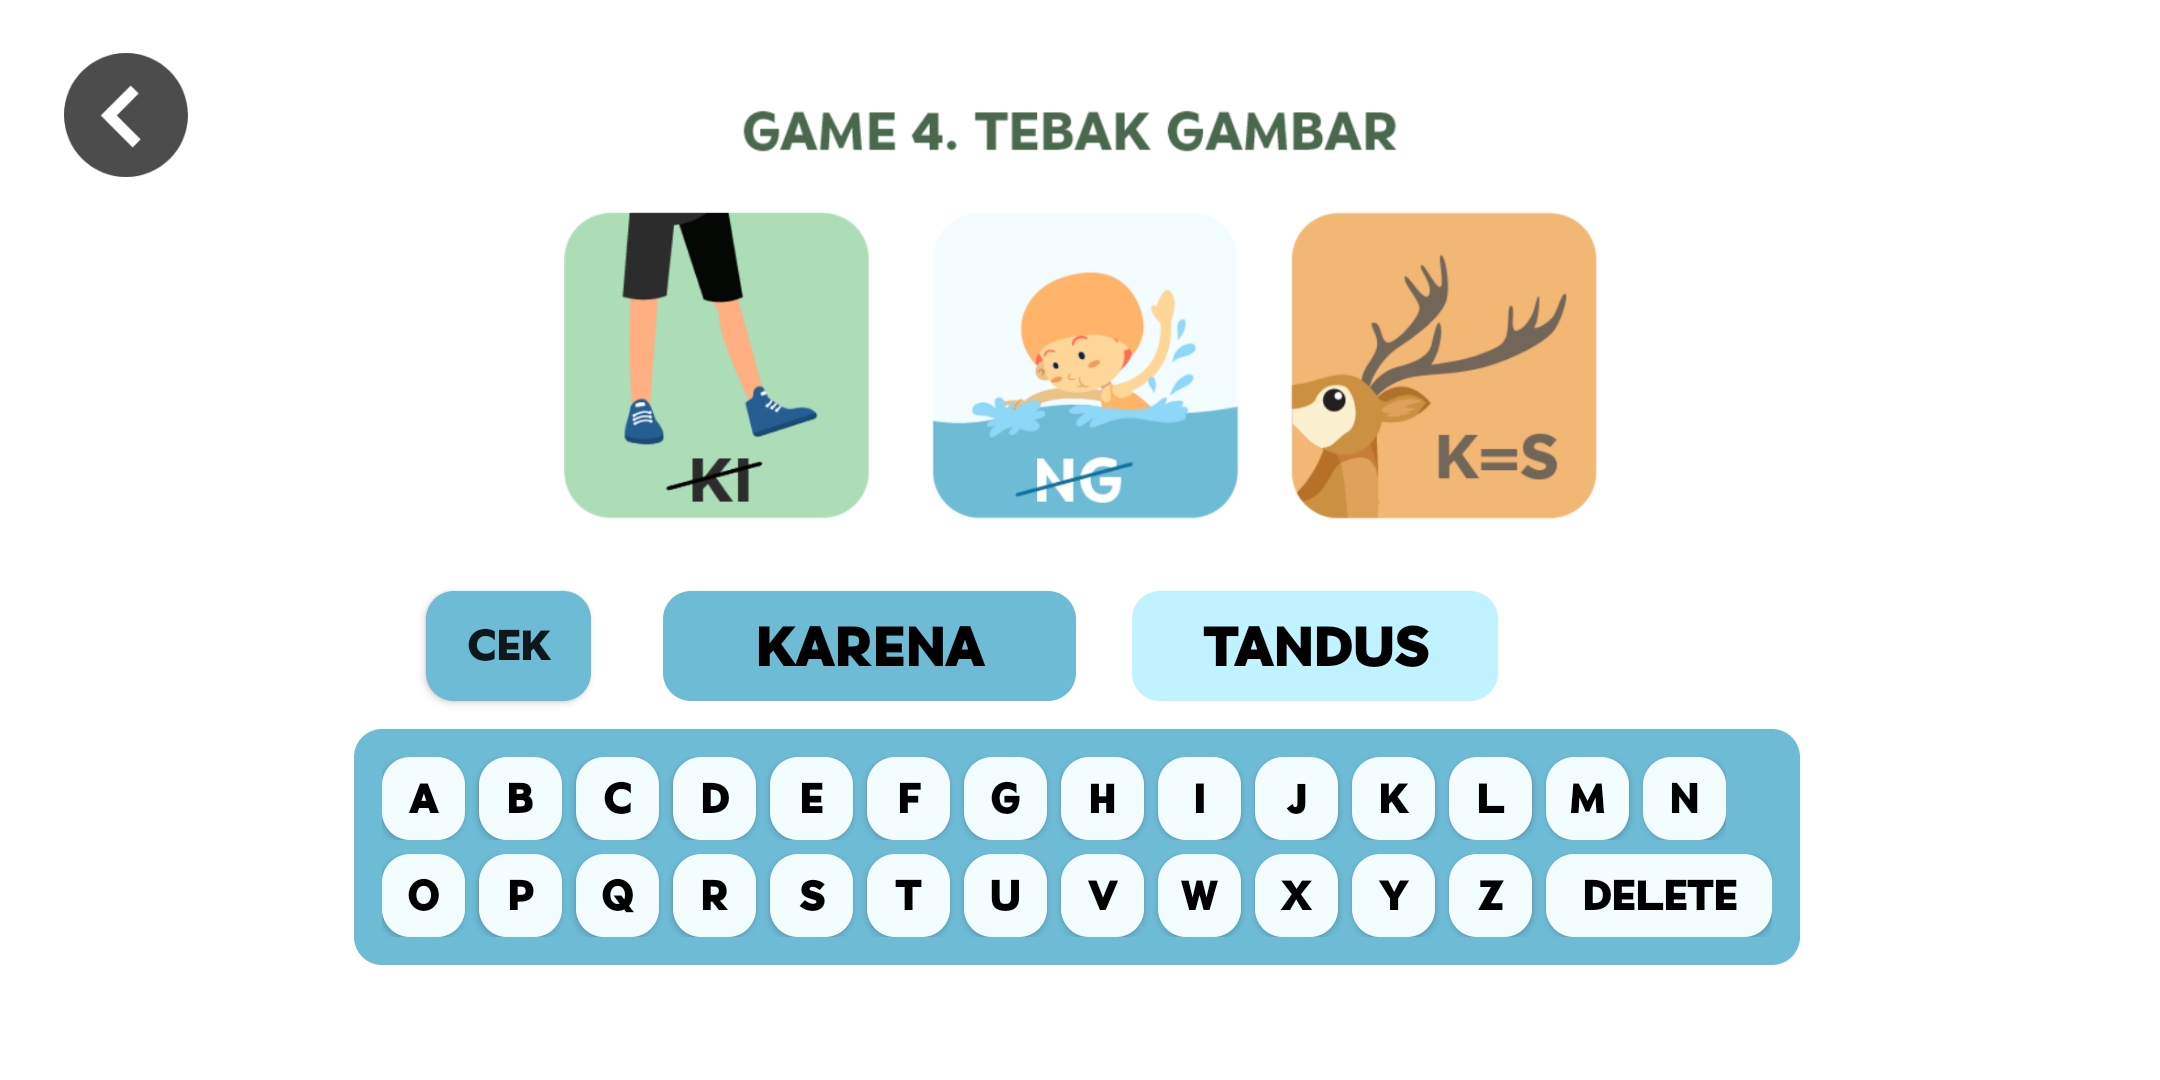 GAME 4. TEBAK GAMBAR
KI
NG
K=S
CEK
KARENA
TANDUS
A B C D E F G H I J K L M N
O P Q R S T U V W X Y Z DELETE